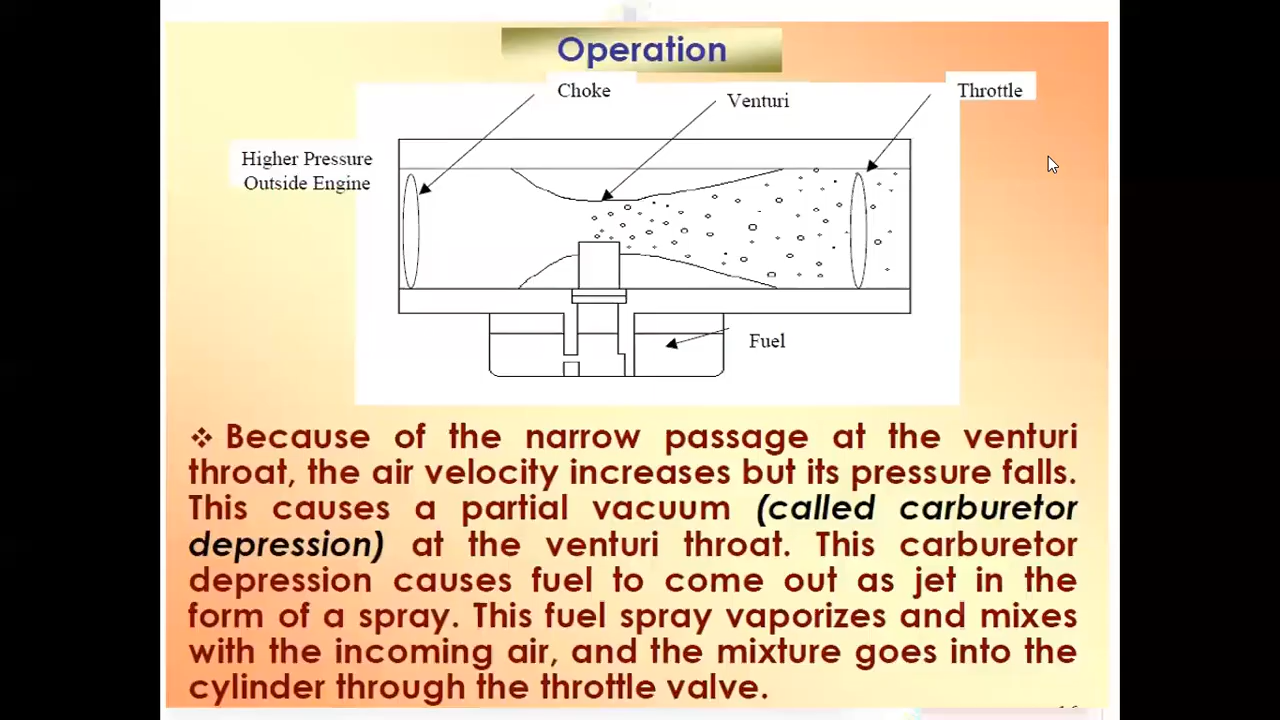 Operation
Choke
Venturi
Throttle
Higher Pressure
Outside Engine
Fuel
❖ Because of the narrow passage at the venturi
throat, the air velocity increases but its pressure falls.
This causes a partial vacuum (called carburetor
depression) at the venturi throat. This carburetor
depression causes fuel to come out as jet in the
form of a spray. This fuel spray vaporizes and mixes
with the incoming air, and the mixture goes into the
cylinder through the throttle valve.